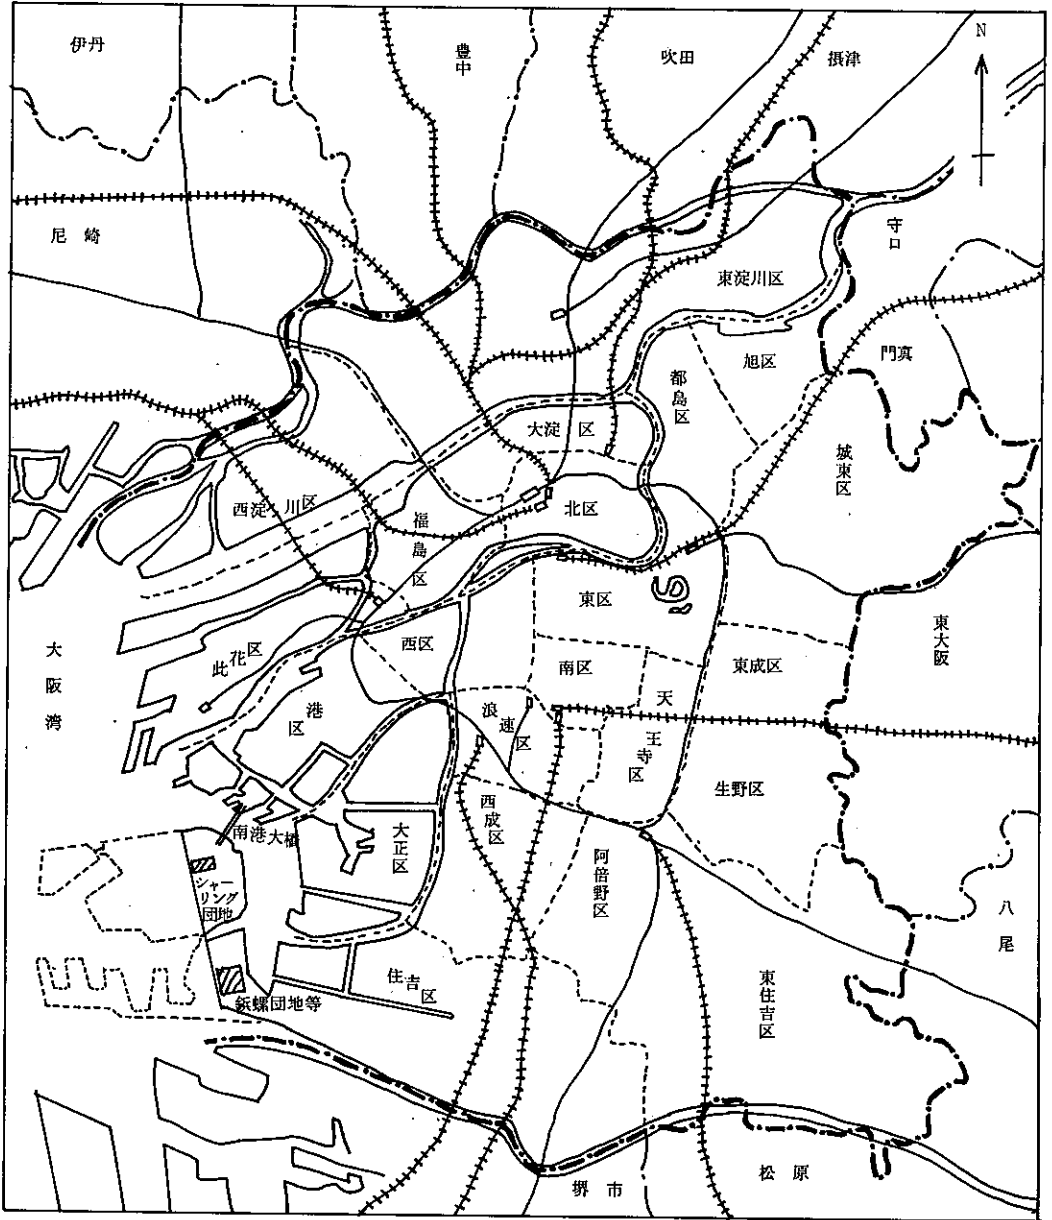 伊丹
豊中
吹田
摂津
N
尼崎
守口
東淀川区
旭区
門真
都島区
大淀区
城東区
西淀川区
福島区
北区
東区
大阪湾
此花区
西区
南区
東成区
東大阪
港区
浪速区
天王寺区
生野区
西成区
南港大橋
大正区
阿倍野区
シャーリング団地
八尾
住吉区
東住吉区
鋲螺団地等
堺市
松原